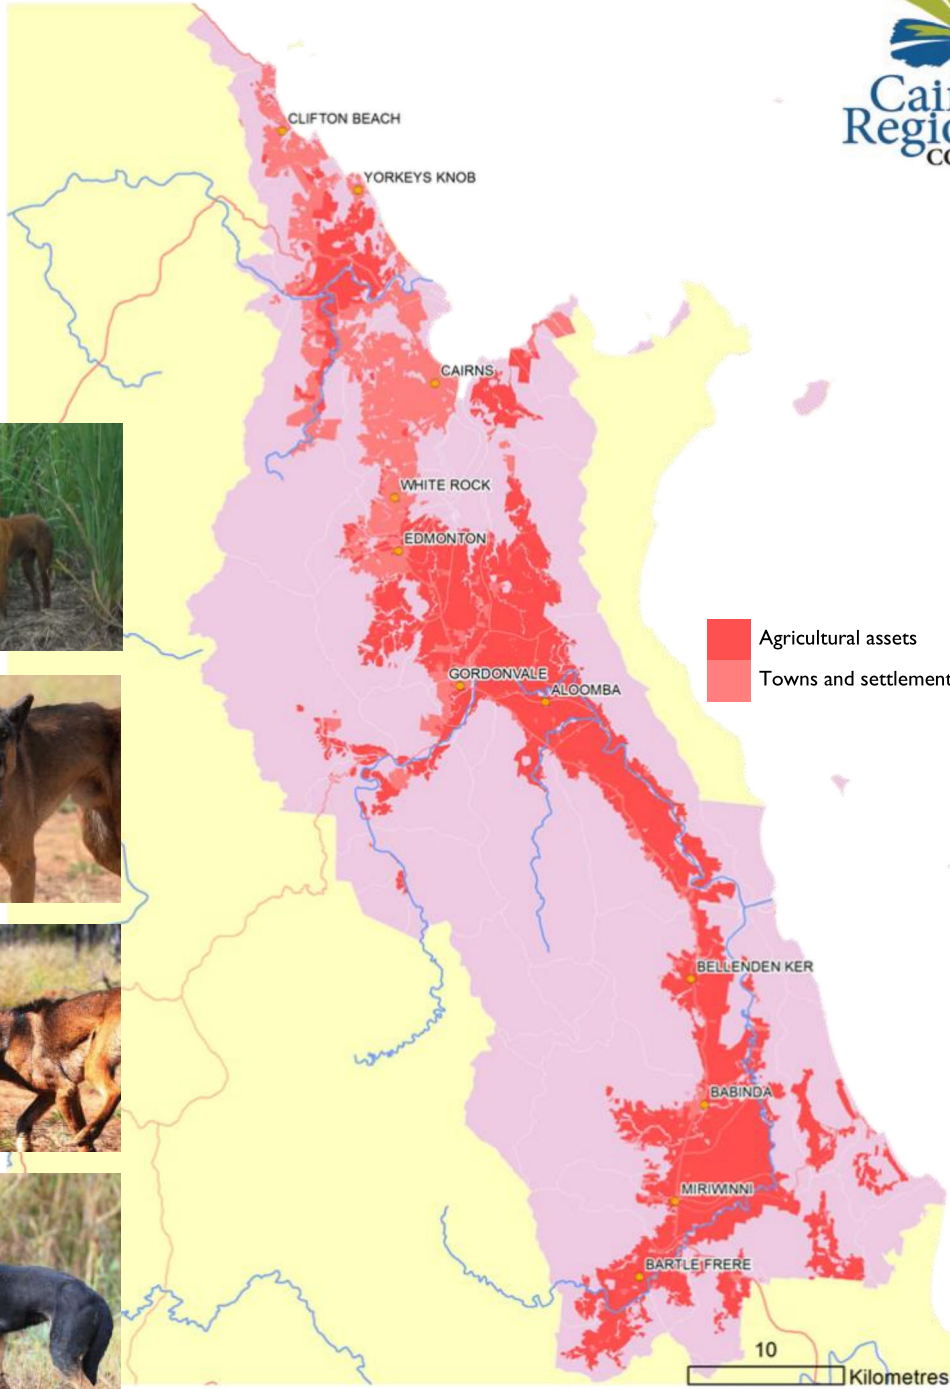 CLIFTON BEACH
YORKEYS KNOB
CAIRNS
WHITE ROCK
EDMONTON
GORDONVALE
ALOOMBA
BELLENDEN KER
BABINDA
MIRIWINNI
BARTLE FRERE
Agricultural assets
Towns and settlement
10
Kilometres